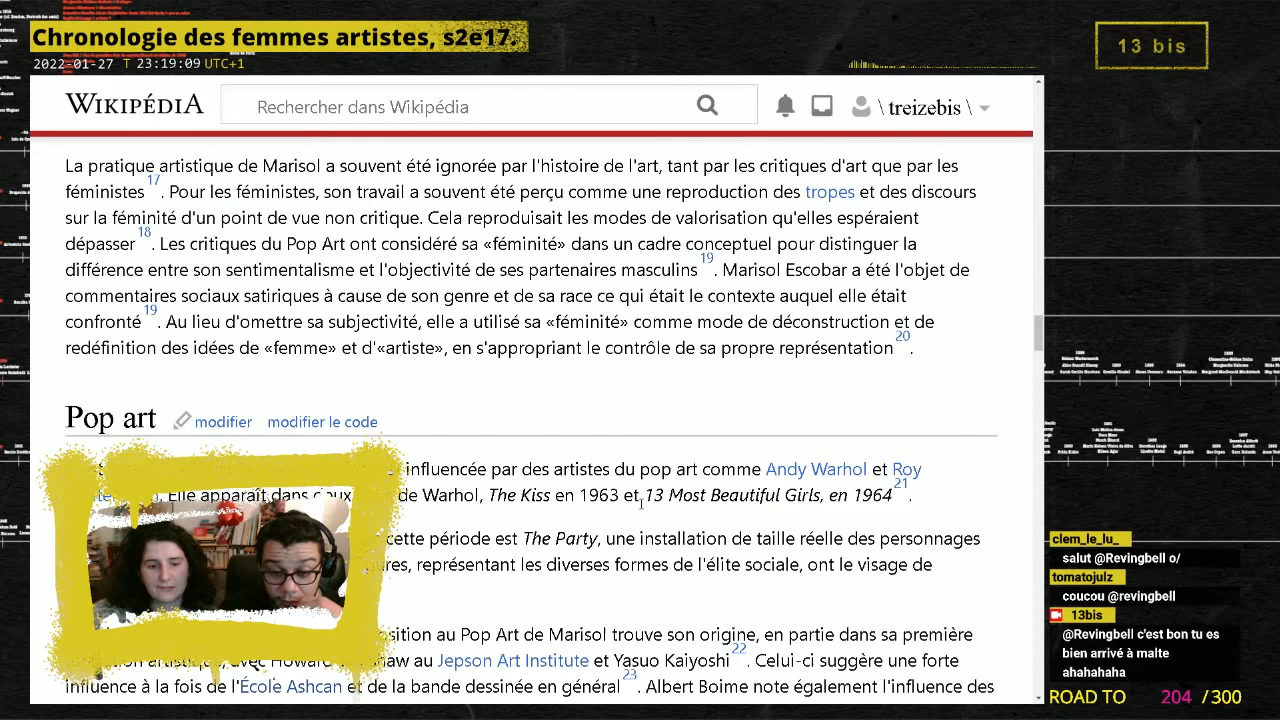 Chronologie des femmes artistes, s2e17.
2022-01-27 T 23:19:09 UTC+1
13 bis
WIKIPÉDIA
Rechercher dans Wikipédia
\ treizebis \
La pratique artistique de Marisol a souvent été ignorée par l'histoire de l'art, tant par les critiques d'art que par les
féministes 17. Pour les féministes, son travail a souvent été perçu comme une reproduction des tropes et des discours
sur la féminité d'un point de vue non critique. Cela reproduisait les modes de valorisation qu'elles espéraient
dépasser 18. Les critiques du Pop Art ont considéré sa «féminité» dans un cadre conceptuel pour distinguer la
différence entre son sentimentalisme et l'objectivité de ses partenaires masculins 19. Marisol Escobar a été l'objet de
commentaires sociaux satiriques à cause de son genre et de sa race ce qui était le contexte auquel elle était
confronté 19. Au lieu d'omettre sa subjectivité, elle a utilisé sa «féminité» comme mode de déconstruction et de
redéfinition des idées de «femme» et d'«artiste», en s'appropriant le contrôle de sa propre représentation 20.
Pop art modifier modifier le code
influencée par des artistes du pop art comme Andy Warhol et Roy
Elle apparaît dans de Warhol, The Kiss en 1963 et 13 Most Beautiful Girls, en 1964 21.
cette période est The Party, une installation de taille réelle des personnages
représentant les diverses formes de l'élite sociale, ont le visage de
au Pop Art de Marisol trouve son origine, en partie dans sa première
au Jepson Art Institute et Yasuo Kaiyoshi 22. Celui-ci suggère une forte
influence à la fois de l'École Ashcan et de la bande dessinée en général 23. Albert Boime note également l'influence des
clem_le_lu_
salut @Revingbell o/
tomatojulz
coucou @revingbell
13bis
@Revingbell c'est bon tu es
bien arrivé à malte
ahahahaha
ROAD TO 204 /300